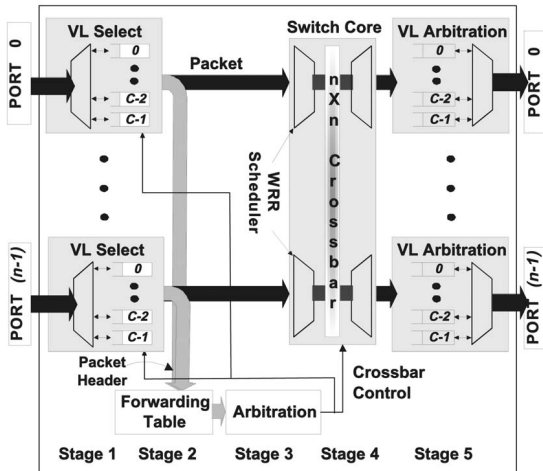 VL Select
Switch Core
VL Arbitration
PORT 0
0
C-2
C-1
Packet
nXn Crossbar
WRR
Scheduler
0
C-2
C-1
PORT 0
VL Select
VL Arbitration
PORT (n-1)
0
C-2
C-1
0
C-2
C-1
PORT (n-1)
Packet
Header
Crossbar
Control
Forwarding
Table
Arbitration
Stage 1 Stage 2 Stage 3 Stage 4 Stage 5